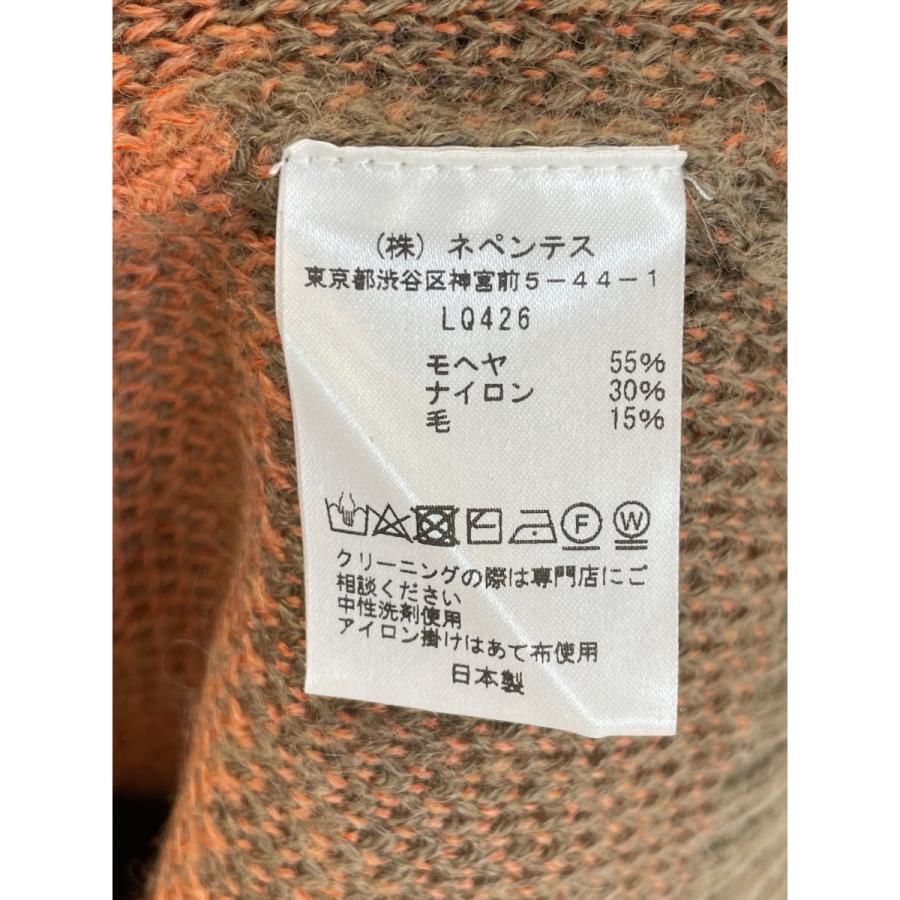 (株) ネペンテス
東京都渋谷区神宮前5-44-1
LQ426
モヘヤ 55%
ナイロン 30%
毛 15%
F W
クリーニングの際は専門店にご
相談ください
中性洗剤使用
アイロン掛けはあて布使用
日本製